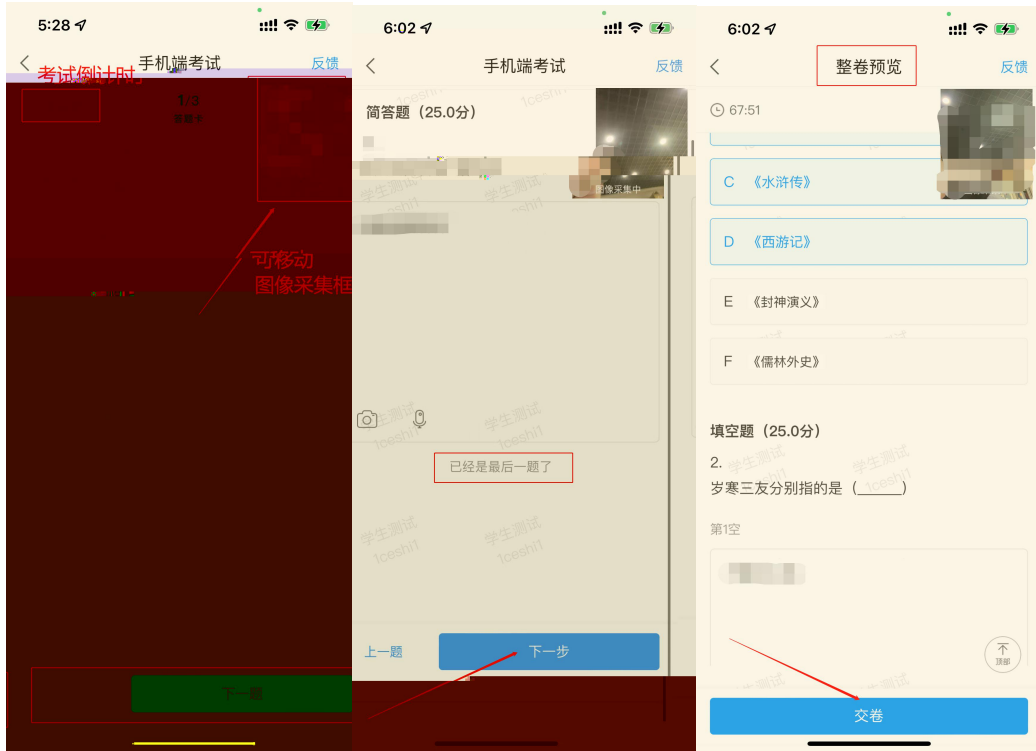 5:28
手机端考试
反馈
考试倒计时
1/3
答题卡
可移动
图像采集框
下一题
6:02
手机端考试
反馈
简答题（25.0分）
图像采集中
学生测试
1ceshi1
已经是最后一题了
上一题
下一步
6:02
整卷预览
反馈
67:51
C 《水浒传》
D 《西游记》
E 《封神演义》
F 《儒林外史》
填空题（25.0分）
2.
岁寒三友分别指的是（______）
第1空
顶部
交卷